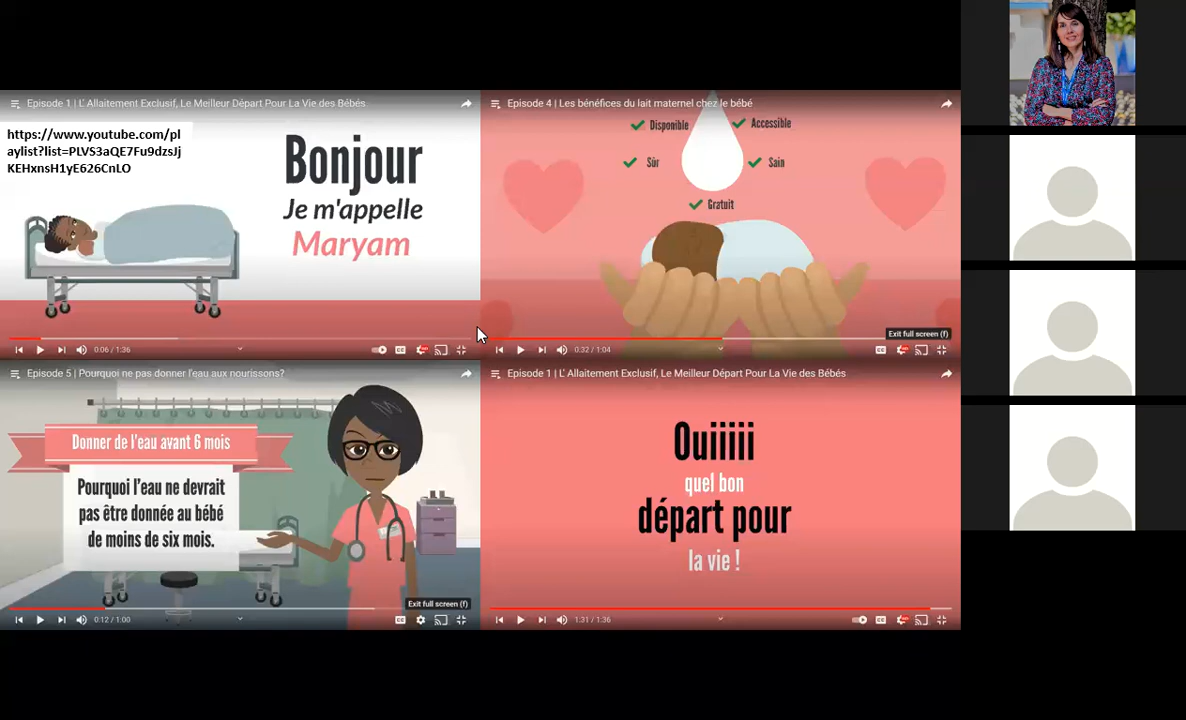 Episode 1 | L' Allaitement Exclusif, Le Meilleur Départ Pour La Vie des Bébés
https://www.youtube.com/pl
aylist?list=PLVS3aQE7Fu9dzsJj
KEHxnsH1yE626CnLO
Bonjour
Je m'appelle
Maryam
0:06 / 1:36
Episode 4 | Les bénéfices du lait maternel chez le bébé
Disponible
Accessible
Sûr
Sain
Gratuit
Exit full screen (f)
0:32 / 1:04
Episode 5 | Pourquoi ne pas donner l'eau aux nourissons?
Donner de l'eau avant 6 mois
Pourquoi l'eau ne devrait
pas être donnée au bébé
de moins de six mois.
Exit full screen (f)
0:12 / 1:00
Episode 1 | L' Allaitement Exclusif, Le Meilleur Départ Pour La Vie des Bébés
Ouiiiii
quel bon
départ pour
la vie !
1:31 / 1:36